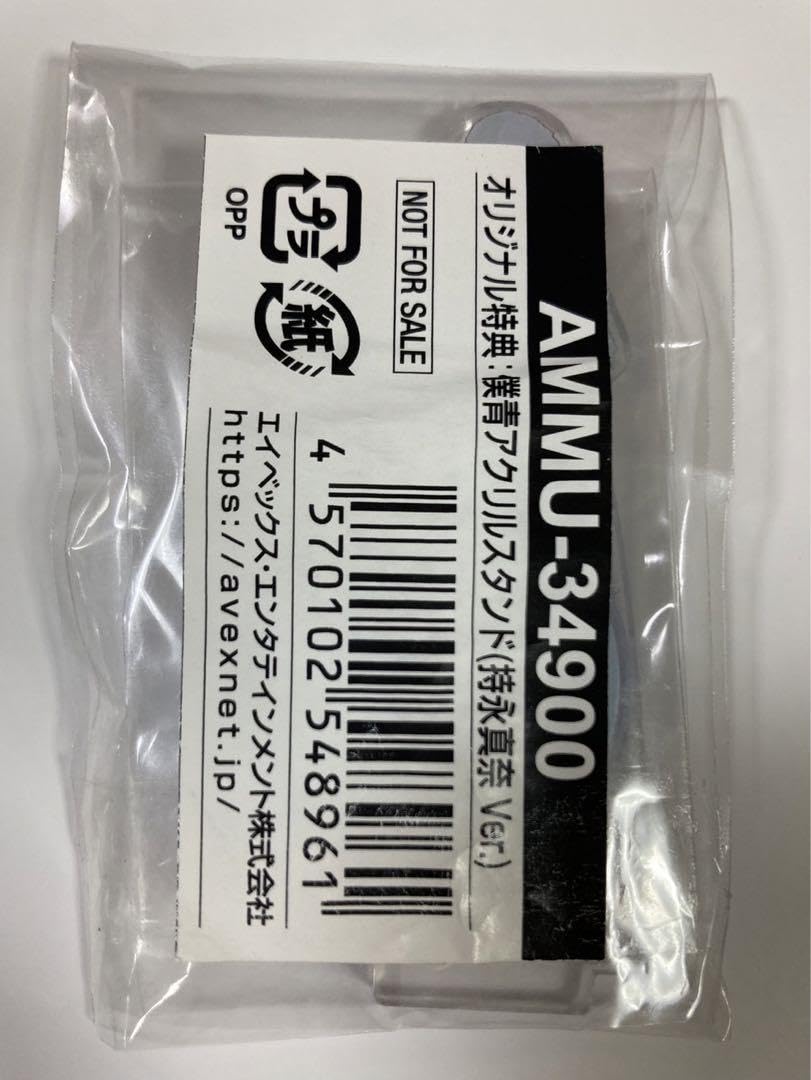 AMMU-34900
オリジナル特典：僕青アクリルスタンド(持永真奈 Ver.)
NOT FOR SALE
プラ
紙
OPP
4 570102 548961
エイベックス・エンタテインメント株式会社
https://avexnet.jp/